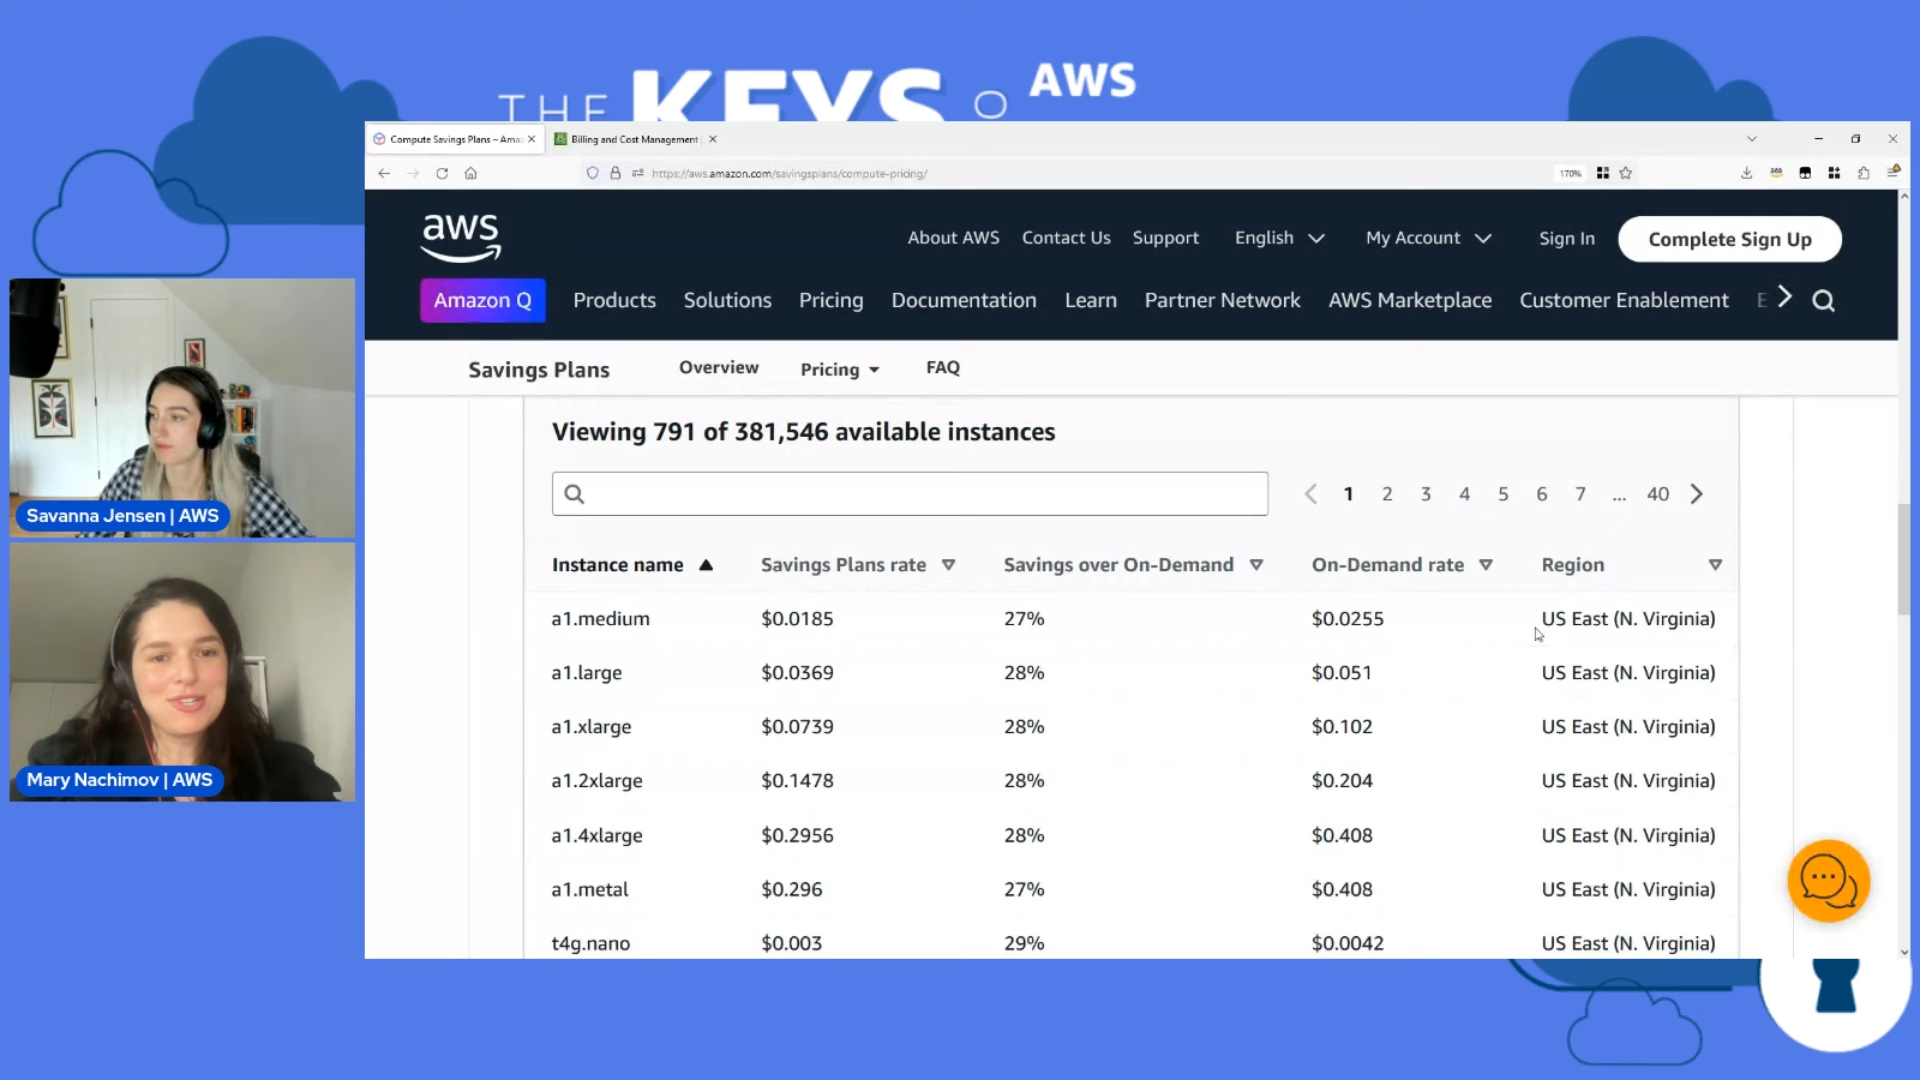 THE KEYS O AWS
Compute Savings Plans – Ama
Billing and Cost Management
https://aws.amazon.com/savingsplans/compute-pricing/
170%
aws
About AWS Contact Us Support English My Account Sign In Complete Sign Up
Amazon Q Products Solutions Pricing Documentation Learn Partner Network AWS Marketplace Customer Enablement E
Savings Plans Overview Pricing FAQ
Viewing 791 of 381,546 available instances
1 2 3 4 5 6 7 ... 40
Instance name Savings Plans rate Savings over On-Demand On-Demand rate Region
a1.medium $0.0185 27% $0.0255 US East (N. Virginia)
a1.large $0.0369 28% $0.051 US East (N. Virginia)
a1.xlarge $0.0739 28% $0.102 US East (N. Virginia)
a1.2xlarge $0.1478 28% $0.204 US East (N. Virginia)
a1.4xlarge $0.2956 28% $0.408 US East (N. Virginia)
a1.metal $0.296 27% $0.408 US East (N. Virginia)
t4g.nano $0.003 29% $0.0042 US East (N. Virginia)
Savanna Jensen | AWS
Mary Nachimov | AWS